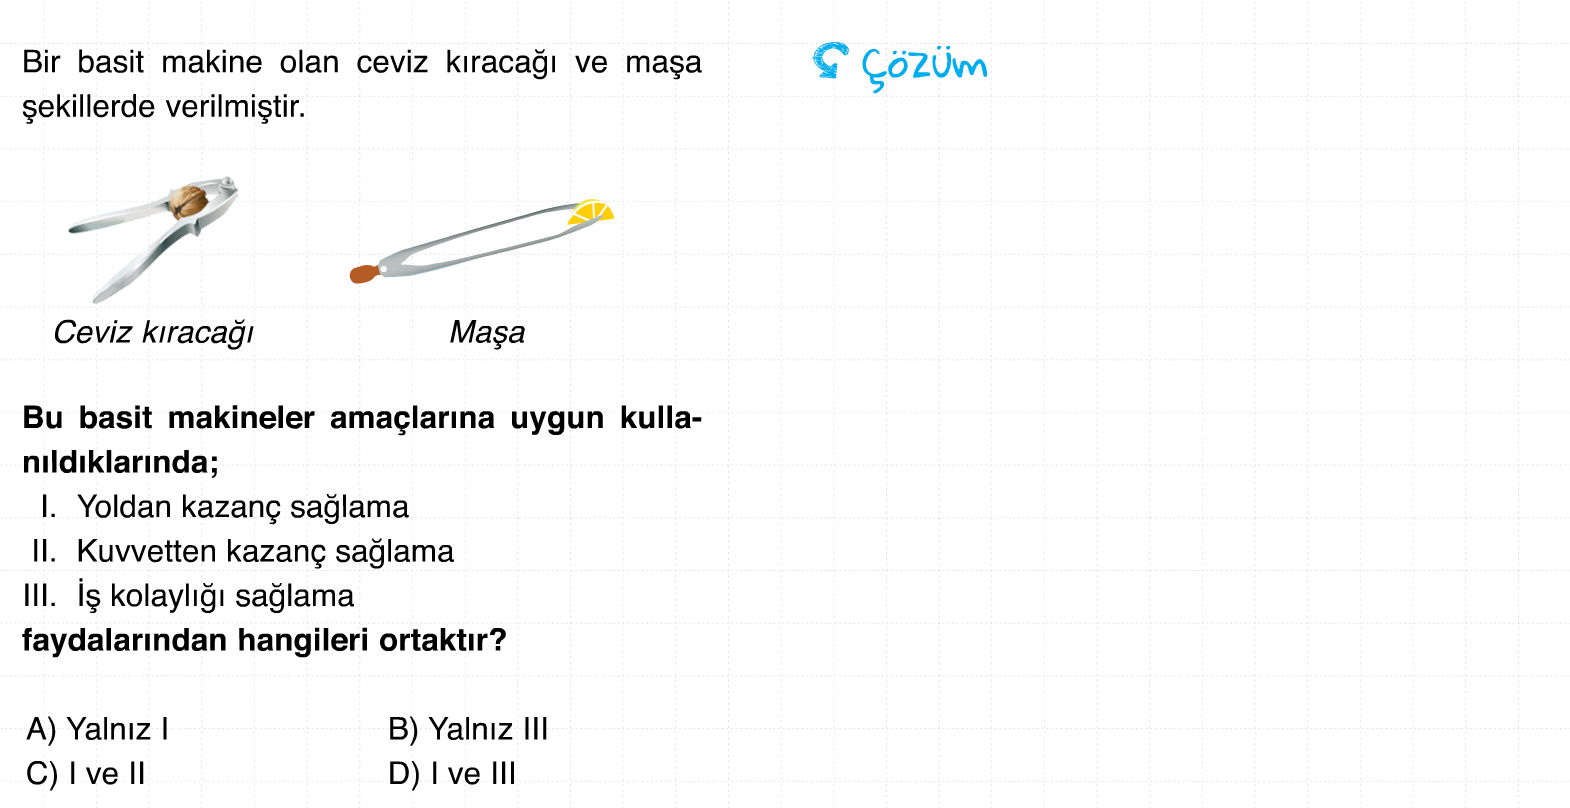 Bir basit makine olan ceviz kıracağı ve maşa
şekillerde verilmiştir.
Ceviz kıracağı
Maşa
Bu basit makineler amaçlarına uygun kulla-
nıldıklarında;
I. Yoldan kazanç sağlama
II. Kuvvetten kazanç sağlama
III. İş kolaylığı sağlama
faydalarından hangileri ortaktır?
A) Yalnız I
B) Yalnız III
C) I ve II
D) I ve III
Çözüm